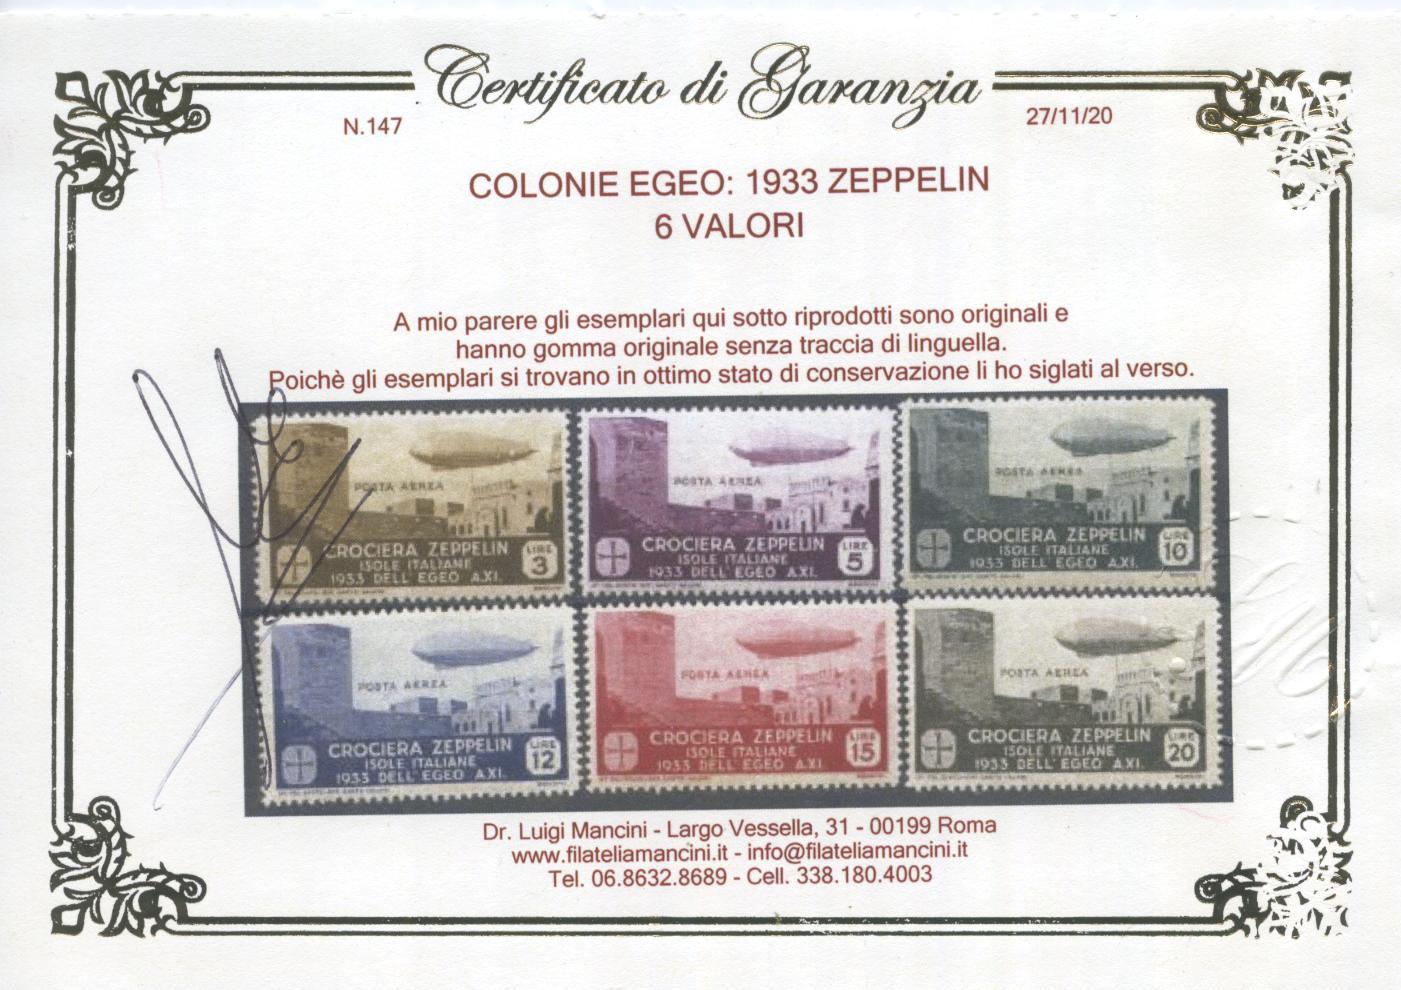 Certificato di Garanzia
N.147
27/11/20
COLONIE EGEO: 1933 ZEPPELIN
6 VALORI
A mio parere gli esemplari qui sotto riprodotti sono originali e
hanno gomma originale senza traccia di linguella.
Poichè gli esemplari si trovano in ottimo stato di conservazione li ho siglati al verso.
POSTA AEREA
CROCIERA ZEPPELIN
ISOLE ITALIANE
1933 DELL'EGEO A.XI.
LIRE
3
POSTA AEREA
CROCIERA ZEPPELIN
ISOLE ITALIANE
1933 DELL'EGEO A.XI.
LIRE
5
POSTA AEREA
CROCIERA ZEPPELIN
ISOLE ITALIANE
1933 DELL'EGEO A.XI.
LIRE
10
POSTA AEREA
CROCIERA ZEPPELIN
ISOLE ITALIANE
1933 DELL'EGEO A.XI.
LIRE
12
POSTA AEREA
CROCIERA ZEPPELIN
ISOLE ITALIANE
1933 DELL'EGEO A.XI.
LIRE
15
POSTA AEREA
CROCIERA ZEPPELIN
ISOLE ITALIANE
1933 DELL'EGEO A.XI.
LIRE
20
Dr. Luigi Mancini - Largo Vessella, 31 - 00199 Roma
www.filateliamancini.it - info@filateliamancini.it
Tel. 06.8632.8689 - Cell. 338.180.4003